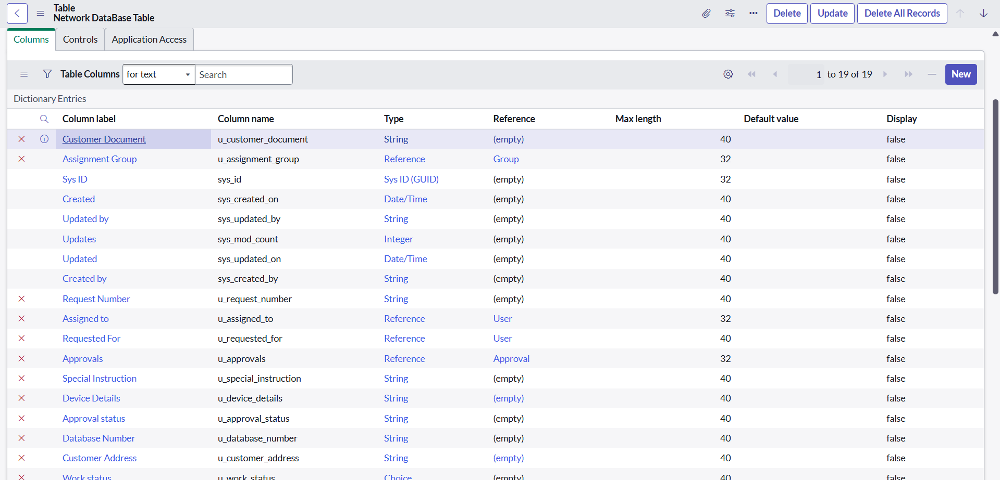 Table
Network DataBase Table
Delete Update Delete All Records
Columns Controls Application Access
Table Columns for text Search 1 to 19 of 19 New
Dictionary Entries
Column label Column name Type Reference Max length Default value Display
Customer Document u_customer_document String (empty) 40 false
Assignment Group u_assignment_group Reference Group 32 false
Sys ID sys_id Sys ID (GUID) (empty) 32 false
Created sys_created_on Date/Time (empty) 40 false
Updated by sys_updated_by String (empty) 40 false
Updates sys_mod_count Integer (empty) 40 false
Updated sys_updated_on Date/Time (empty) 40 false
Created by sys_created_by String (empty) 40 false
Request Number u_request_number String (empty) 40 false
Assigned to u_assigned_to Reference User 32 false
Requested For u_requested_for Reference User 40 false
Approvals u_approvals Reference Approval 32 false
Special Instruction u_special_instruction String (empty) 40 false
Device Details u_device_details String (empty) 40 false
Approval status u_approval_status String (empty) 40 false
Database Number u_database_number String (empty) 40 false
Customer Address u_customer_address String (empty) 40 false
Work status u_work_status Choice (empty) 40 false